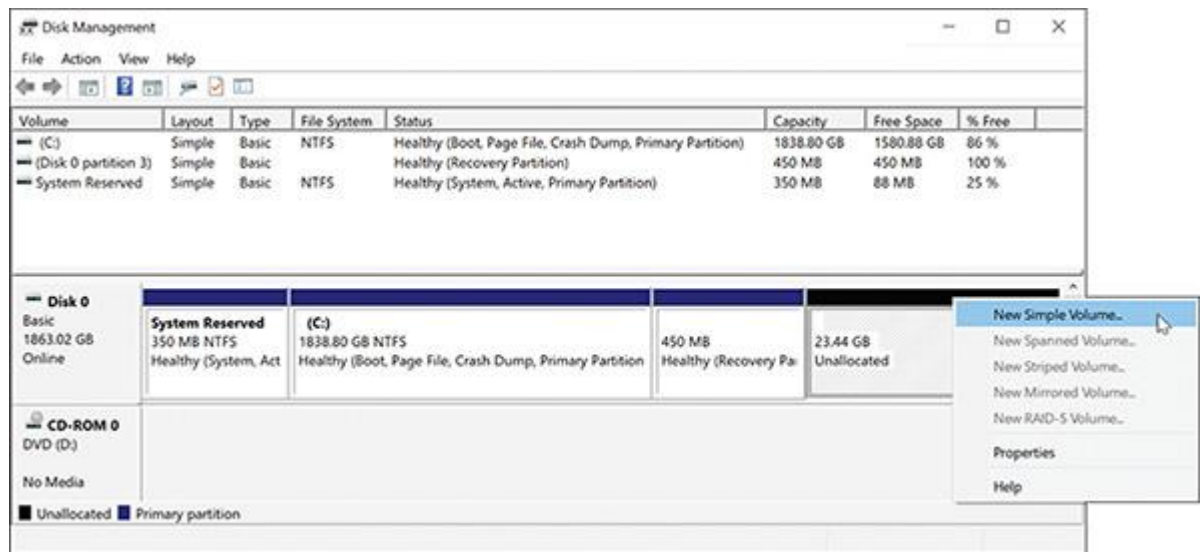 Disk Management
File Action View Help
Volume Layout Type File System Status Capacity Free Space % Free
(C:) Simple Basic NTFS Healthy (Boot, Page File, Crash Dump, Primary Partition) 1838.80 GB 1580.88 GB 86 %
(Disk 0 partition 3) Simple Basic Healthy (Recovery Partition) 450 MB 450 MB 100 %
System Reserved Simple Basic NTFS Healthy (System, Active, Primary Partition) 350 MB 88 MB 25 %
Disk 0
Basic
1863.02 GB
Online
System Reserved
350 MB NTFS
Healthy (System, Act
(C:)
1838.80 GB NTFS
Healthy (Boot, Page File, Crash Dump, Primary Partition
450 MB
Healthy (Recovery Pa
23.44 GB
Unallocated
New Simple Volume...
New Spanned Volume...
New Striped Volume...
New Mirrored Volume...
New RAID-5 Volume...
Properties
Help
CD-ROM 0
DVD (D:)
No Media
Unallocated Primary partition